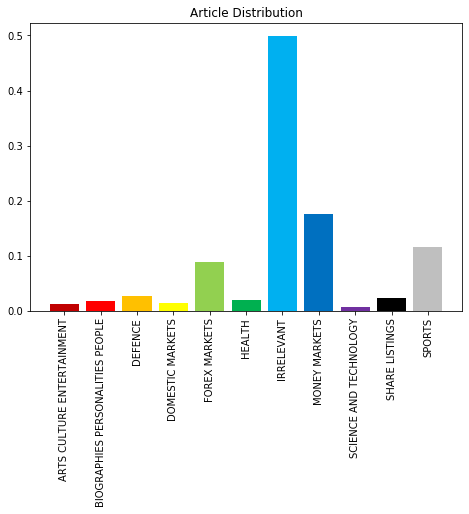 Article Distribution
0.5
0.4
0.3
0.2
0.1
0.0
ARTS CULTURE ENTERTAINMENT
BIOGRAPHIES PERSONALITIES PEOPLE
DEFENCE
DOMESTIC MARKETS
FOREX MARKETS
HEALTH
IRRELEVANT
MONEY MARKETS
SCIENCE AND TECHNOLOGY
SHARE LISTINGS
SPORTS